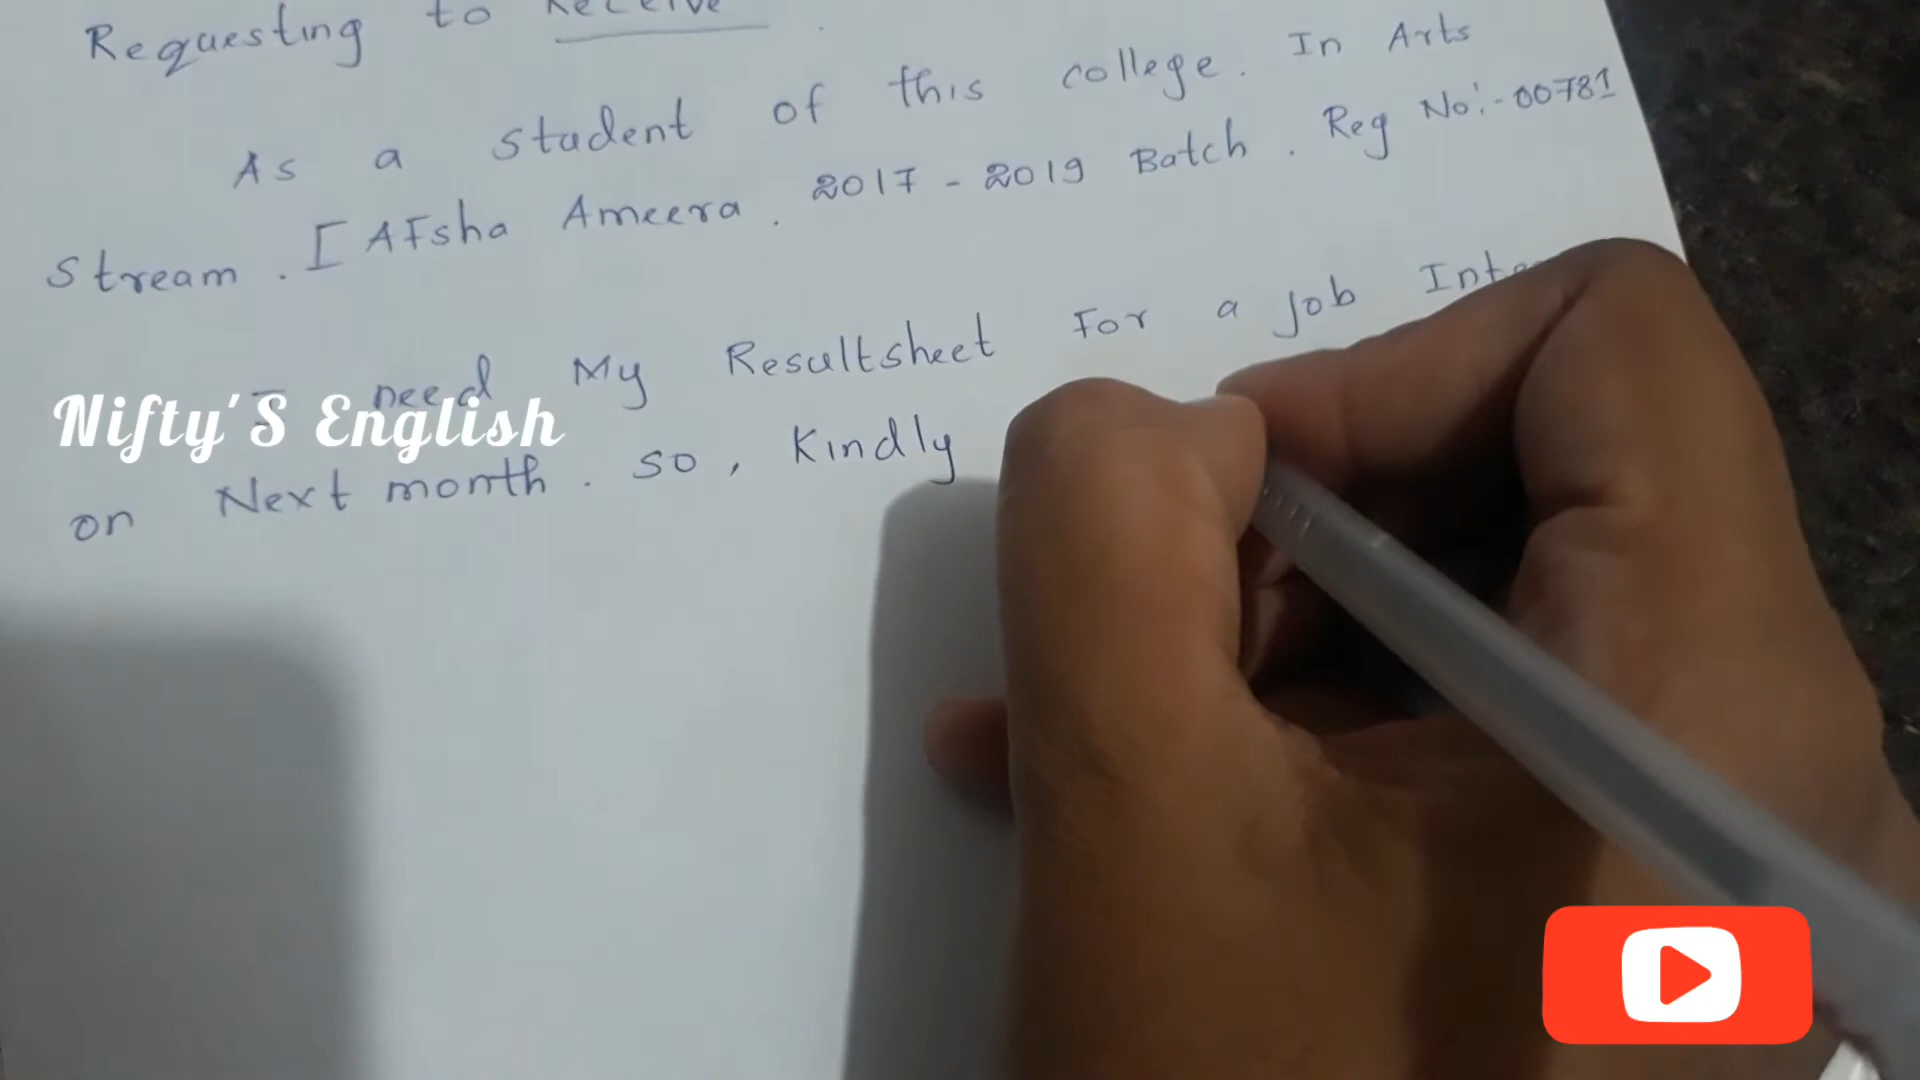 Requesting to Receive .
As a student of this college. In Arts
Stream . [ AFsha Ameera . 2017 - 2019 Batch . Reg No:- 00781
I need My Resultsheet For a job
on Next month . so , Kindly
Nifty'S English